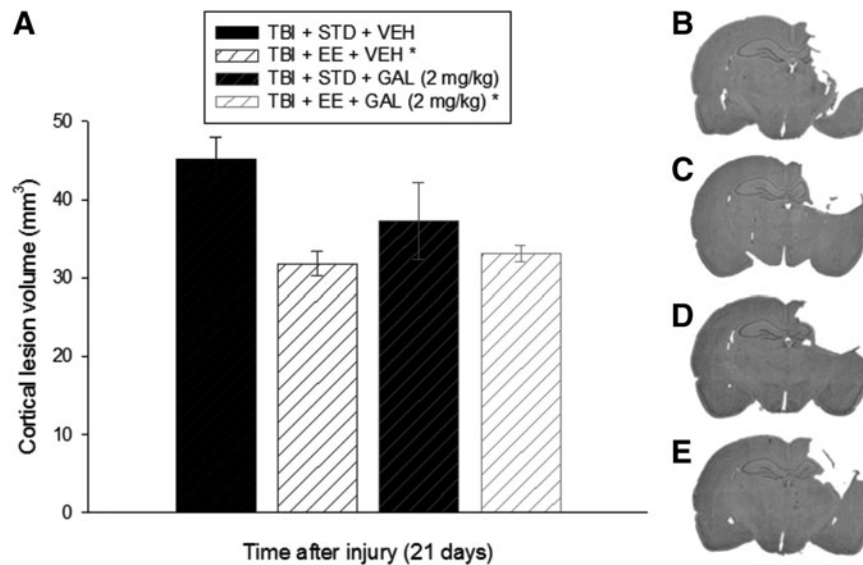 A
TBI + STD + VEH
TBI + EE + VEH *
TBI + STD + GAL (2 mg/kg)
TBI + EE + GAL (2 mg/kg) *
50
40
30
20
10
0
Cortical lesion volume (mm³)
Time after injury (21 days)
B
C
D
E